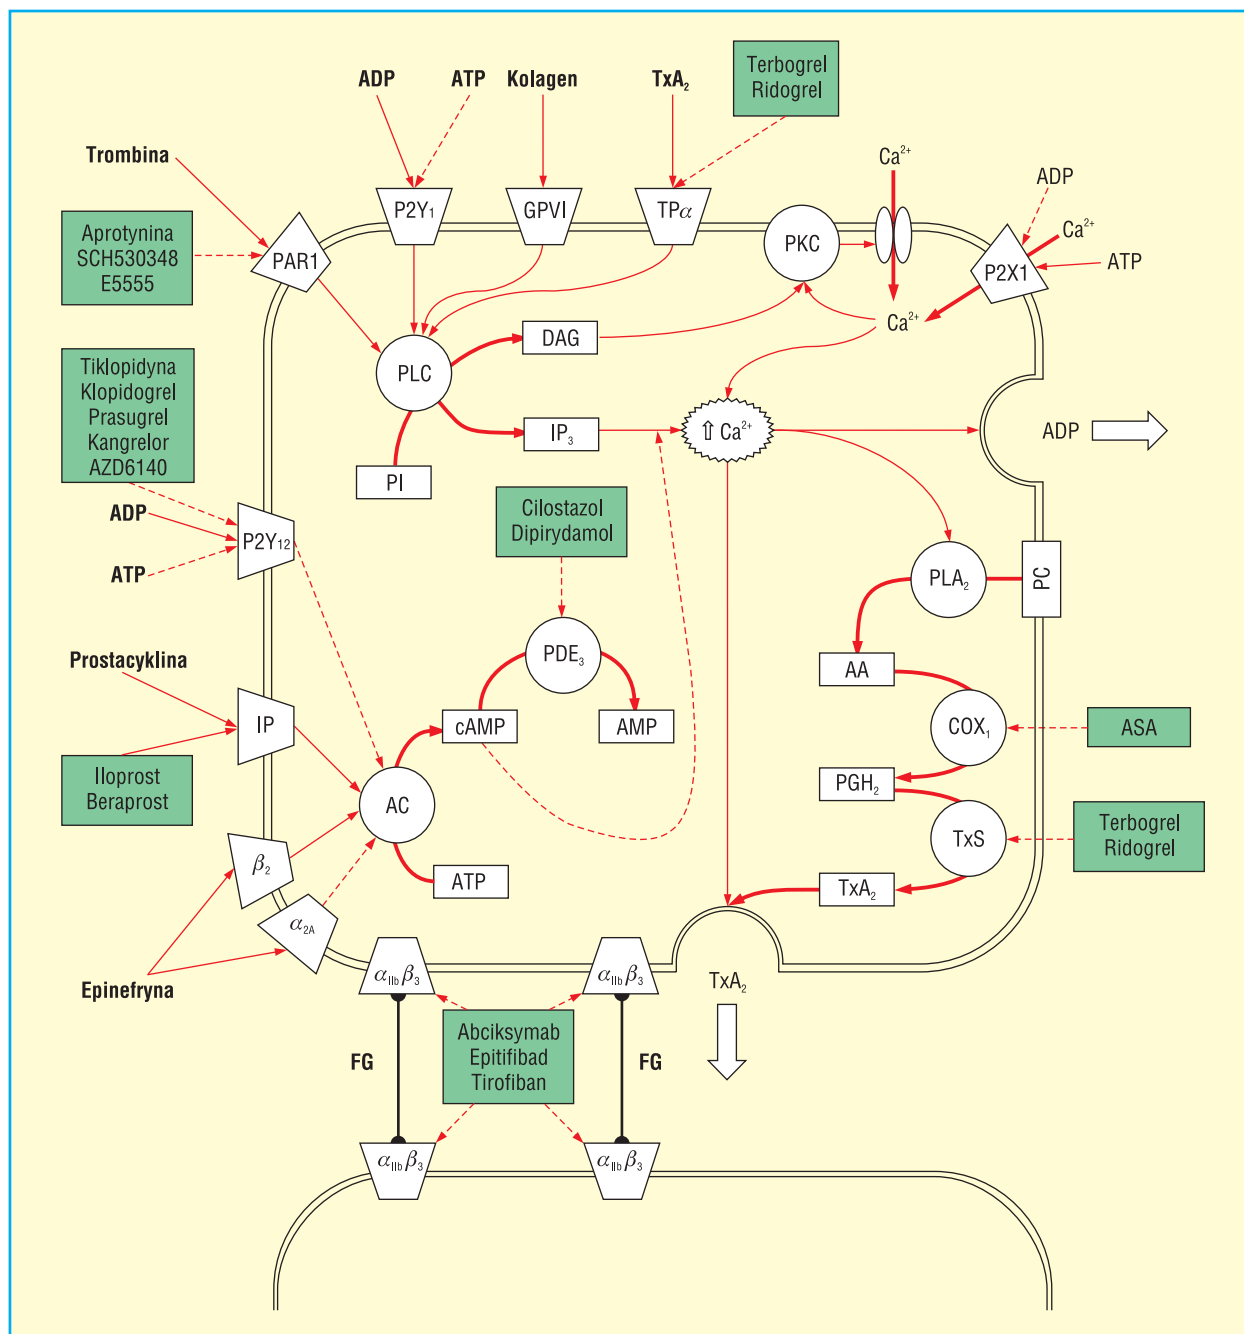 ADP
ATP
Kolagen
TxA₂
Terbogrel
Ridogrel
Trombina
Ca²⁺
ADP
Ca²⁺
ATP
P2Y₁
GPVI
TPα
PKC
P2X1
Aprotynina
SCH530348
E5555
PAR1
Ca²⁺
DAG
PLC
Tiklopidyna
Klopidogrel
Prasugrel
Kangrelor
AZD6140
IP₃
⇧ Ca²⁺
ADP
PI
Cilostazol
Dipirydamol
ADP
P2Y₁₂
ATP
PLA₂
PC
Prostacyklina
PDE₃
AA
IP
cAMP
AMP
COX₁
ASA
Iloprost
Beraprost
AC
PGH₂
Terbogrel
Ridogrel
TxS
β₂
ATP
TxA₂
α₂A
Epinefryna
αIIbβ₃
αIIbβ₃
TxA₂
FG
Abciksymab
Epitifibad
Tirofiban
FG
αIIbβ₃
αIIbβ₃